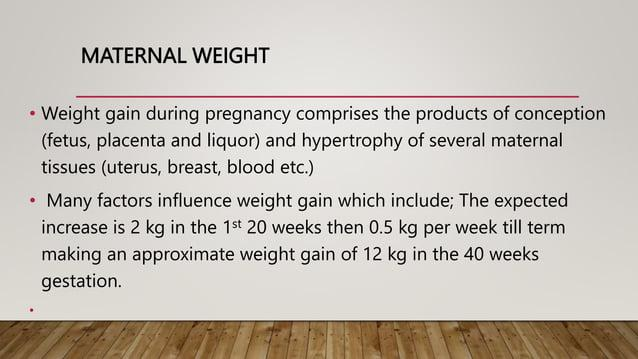 MATERNAL WEIGHT
• Weight gain during pregnancy comprises the products of conception
(fetus, placenta and liquor) and hypertrophy of several maternal
tissues (uterus, breast, blood etc.)
• Many factors influence weight gain which include; The expected
increase is 2 kg in the 1st 20 weeks then 0.5 kg per week till term
making an approximate weight gain of 12 kg in the 40 weeks
gestation.
•